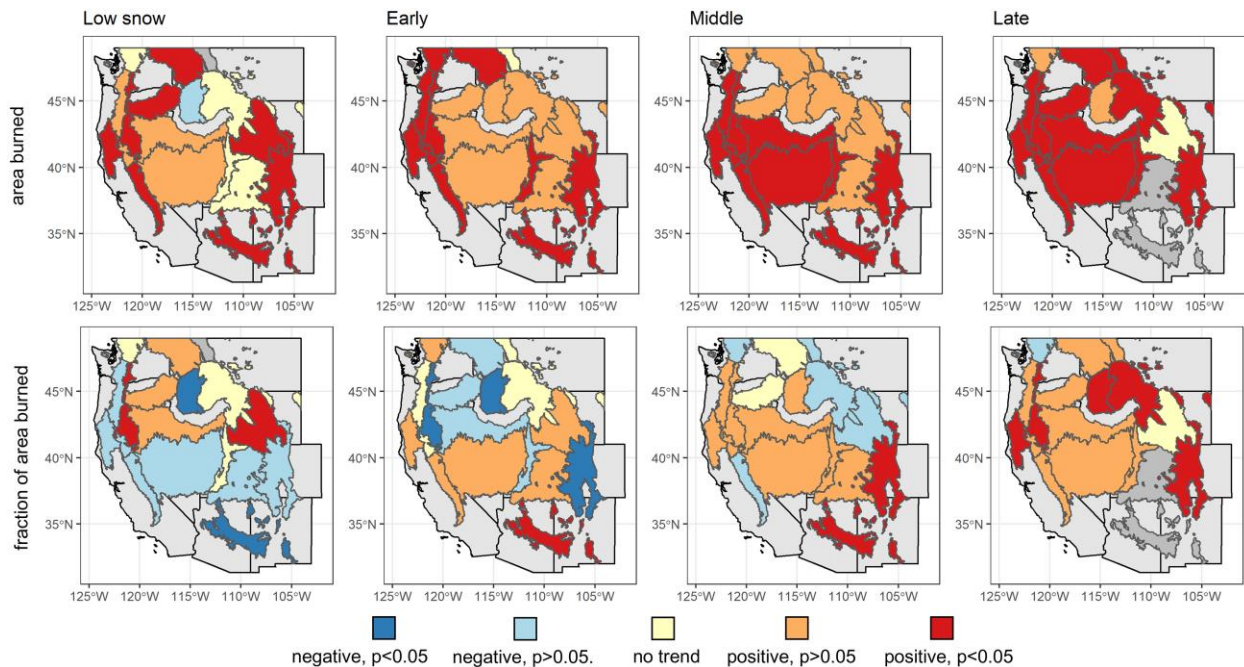 Low snow Early Middle Late
area burned
45°N
40°N
35°N
125°W 120°W 115°W 110°W 105°W 125°W 120°W 115°W 110°W 105°W 125°W 120°W 115°W 110°W 105°W 125°W 120°W 115°W 110°W 105°W
fraction of area burned
45°N
40°N
35°N
125°W 120°W 115°W 110°W 105°W 125°W 120°W 115°W 110°W 105°W 125°W 120°W 115°W 110°W 105°W 125°W 120°W 115°W 110°W 105°W
negative, p<0.05 negative, p>0.05. no trend positive, p>0.05 positive, p<0.05